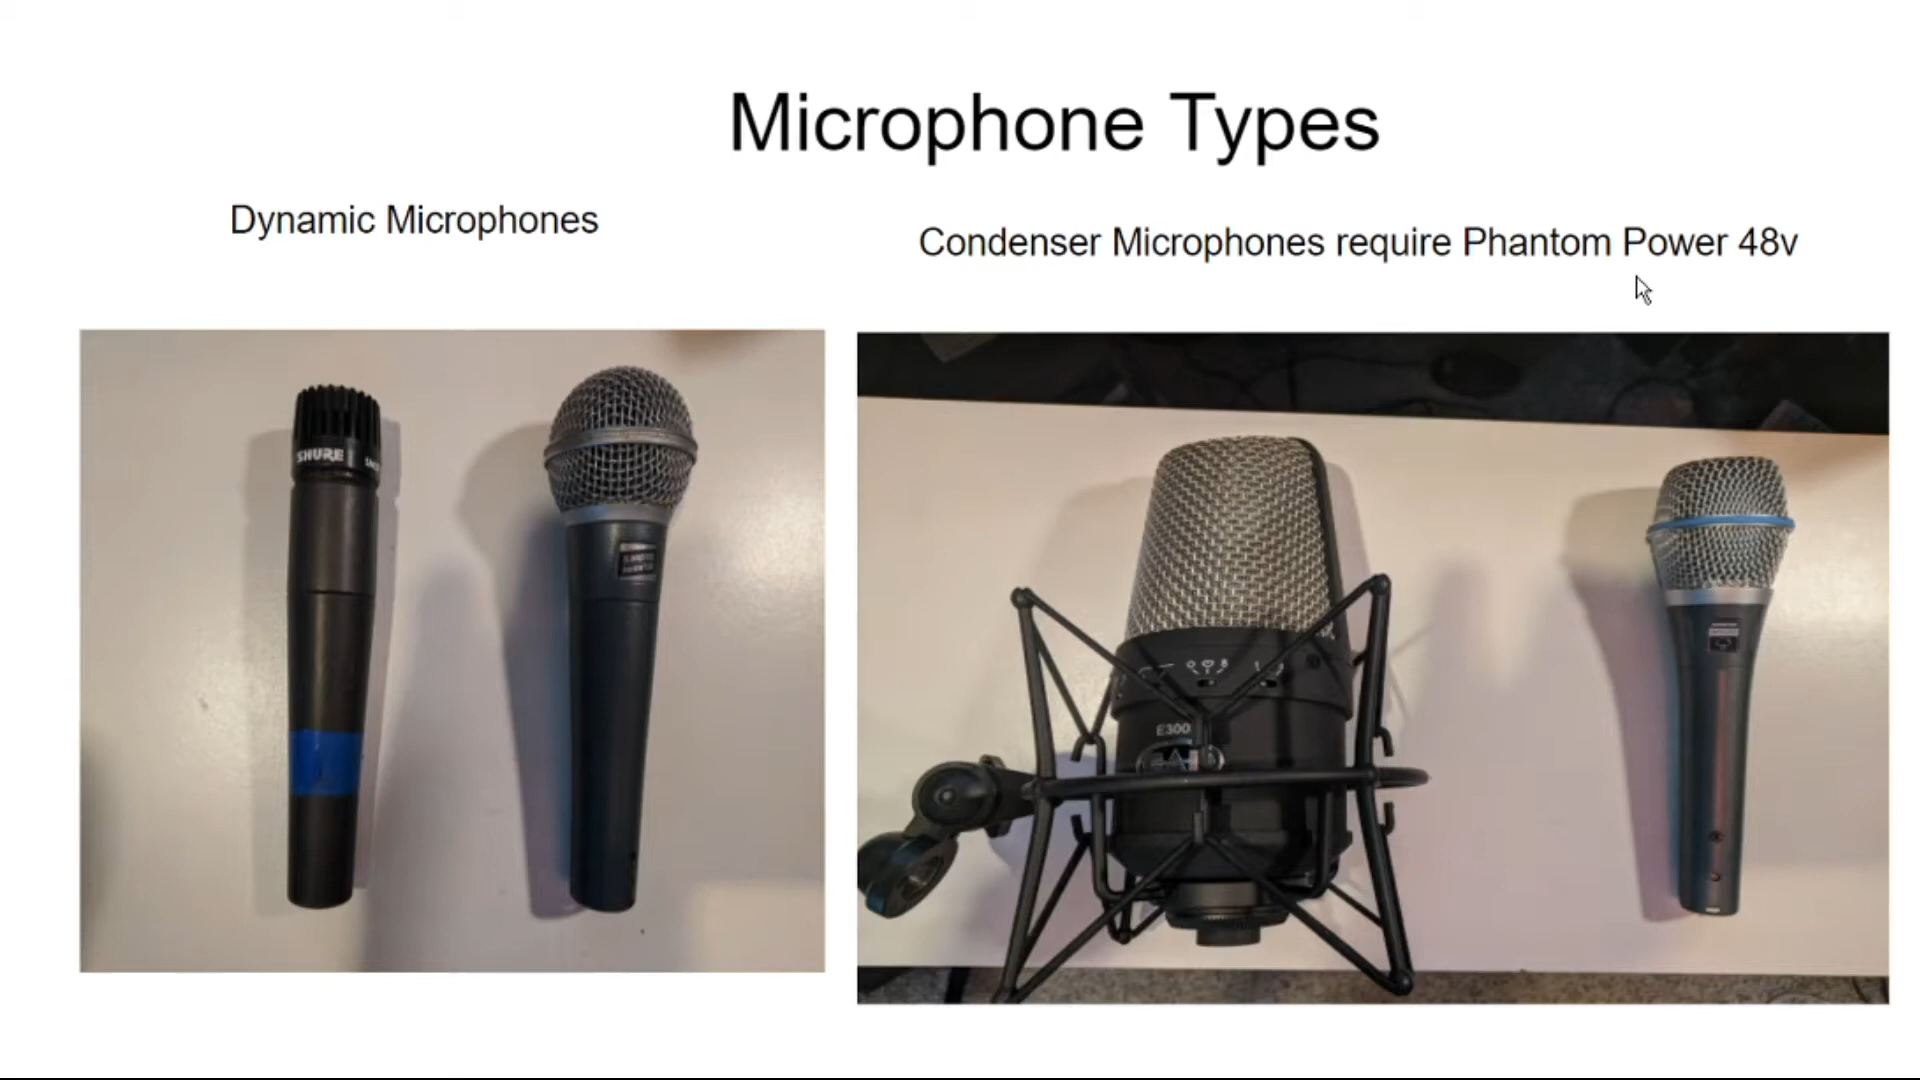 Microphone Types
Dynamic Microphones
Condenser Microphones require Phantom Power 48v
SHURE
E300